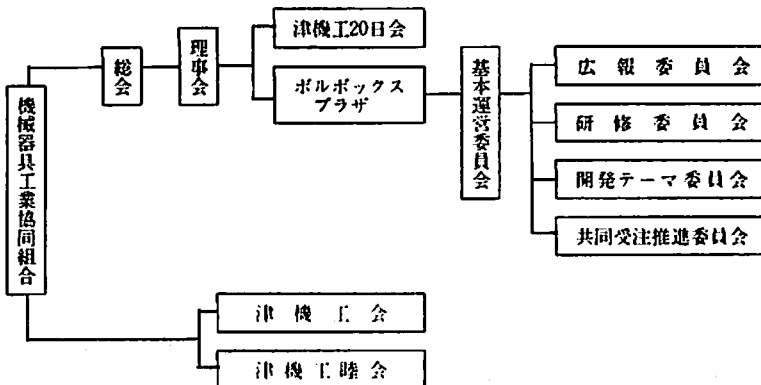 機械器具工業協同組合
総会
理事会
津機工20日会
ボルボックス
プラザ
基本運営委員会
広報委員会
研修委員会
開発テーマ委員会
共同受注推進委員会
津機工会
津機工睦会